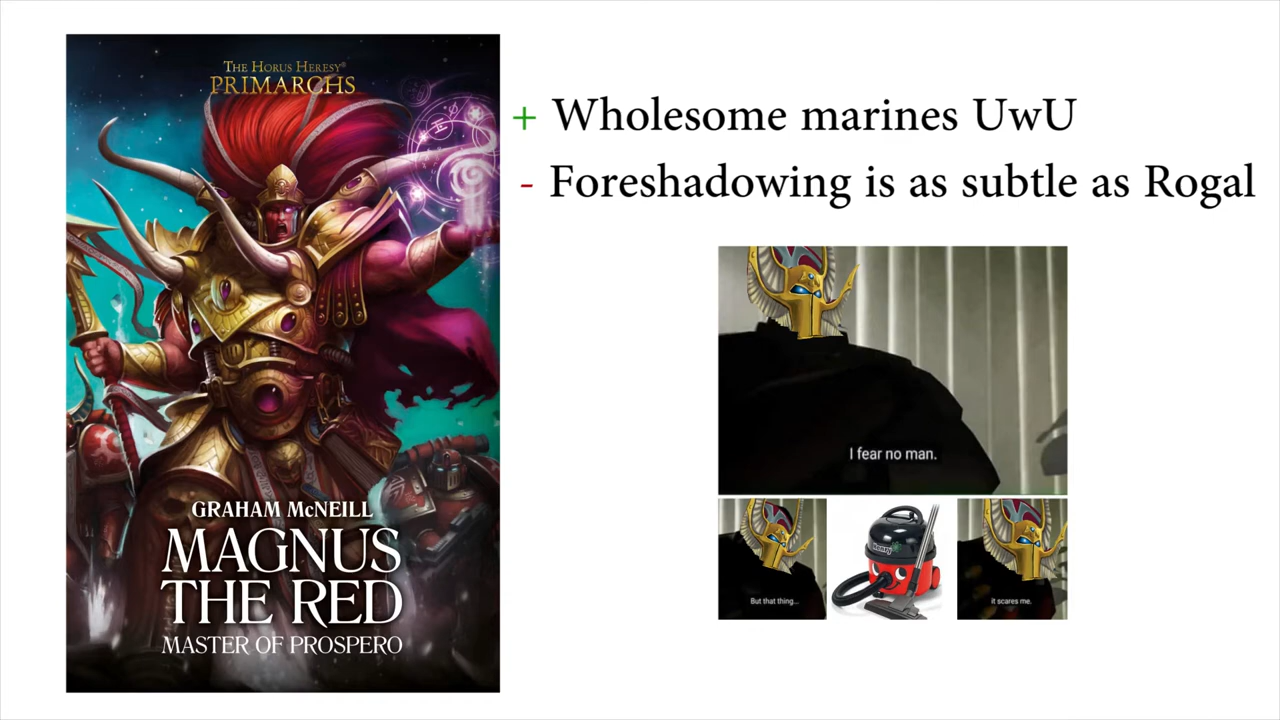 THE HORUS HERESY®
PRIMARCHS
GRAHAM McNEILL
MAGNUS
THE RED
MASTER OF PROSPERO
+ Wholesome marines UwU
- Foreshadowing is as subtle as Rogal
I fear no man.
But that thing...
Henry
it scares me.